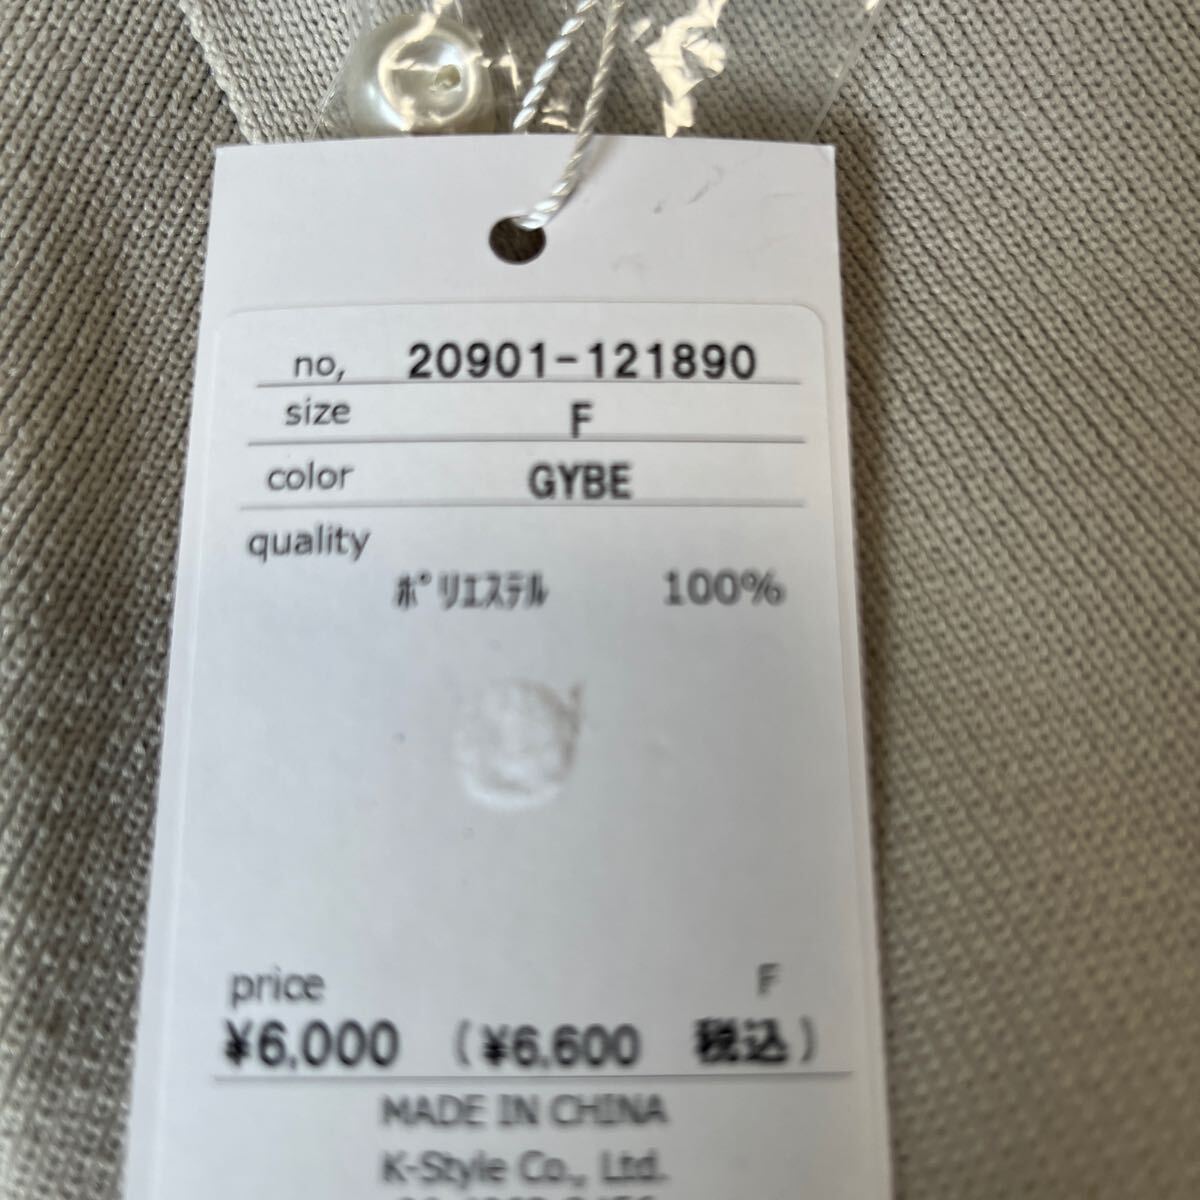 no, 20901-121890
size F
color GYBE
quality
ﾎﾟﾘｴｽﾃﾙ 100%
price F
¥6,000 (¥6,600 税込)
MADE IN CHINA
K-Style Co., Ltd.